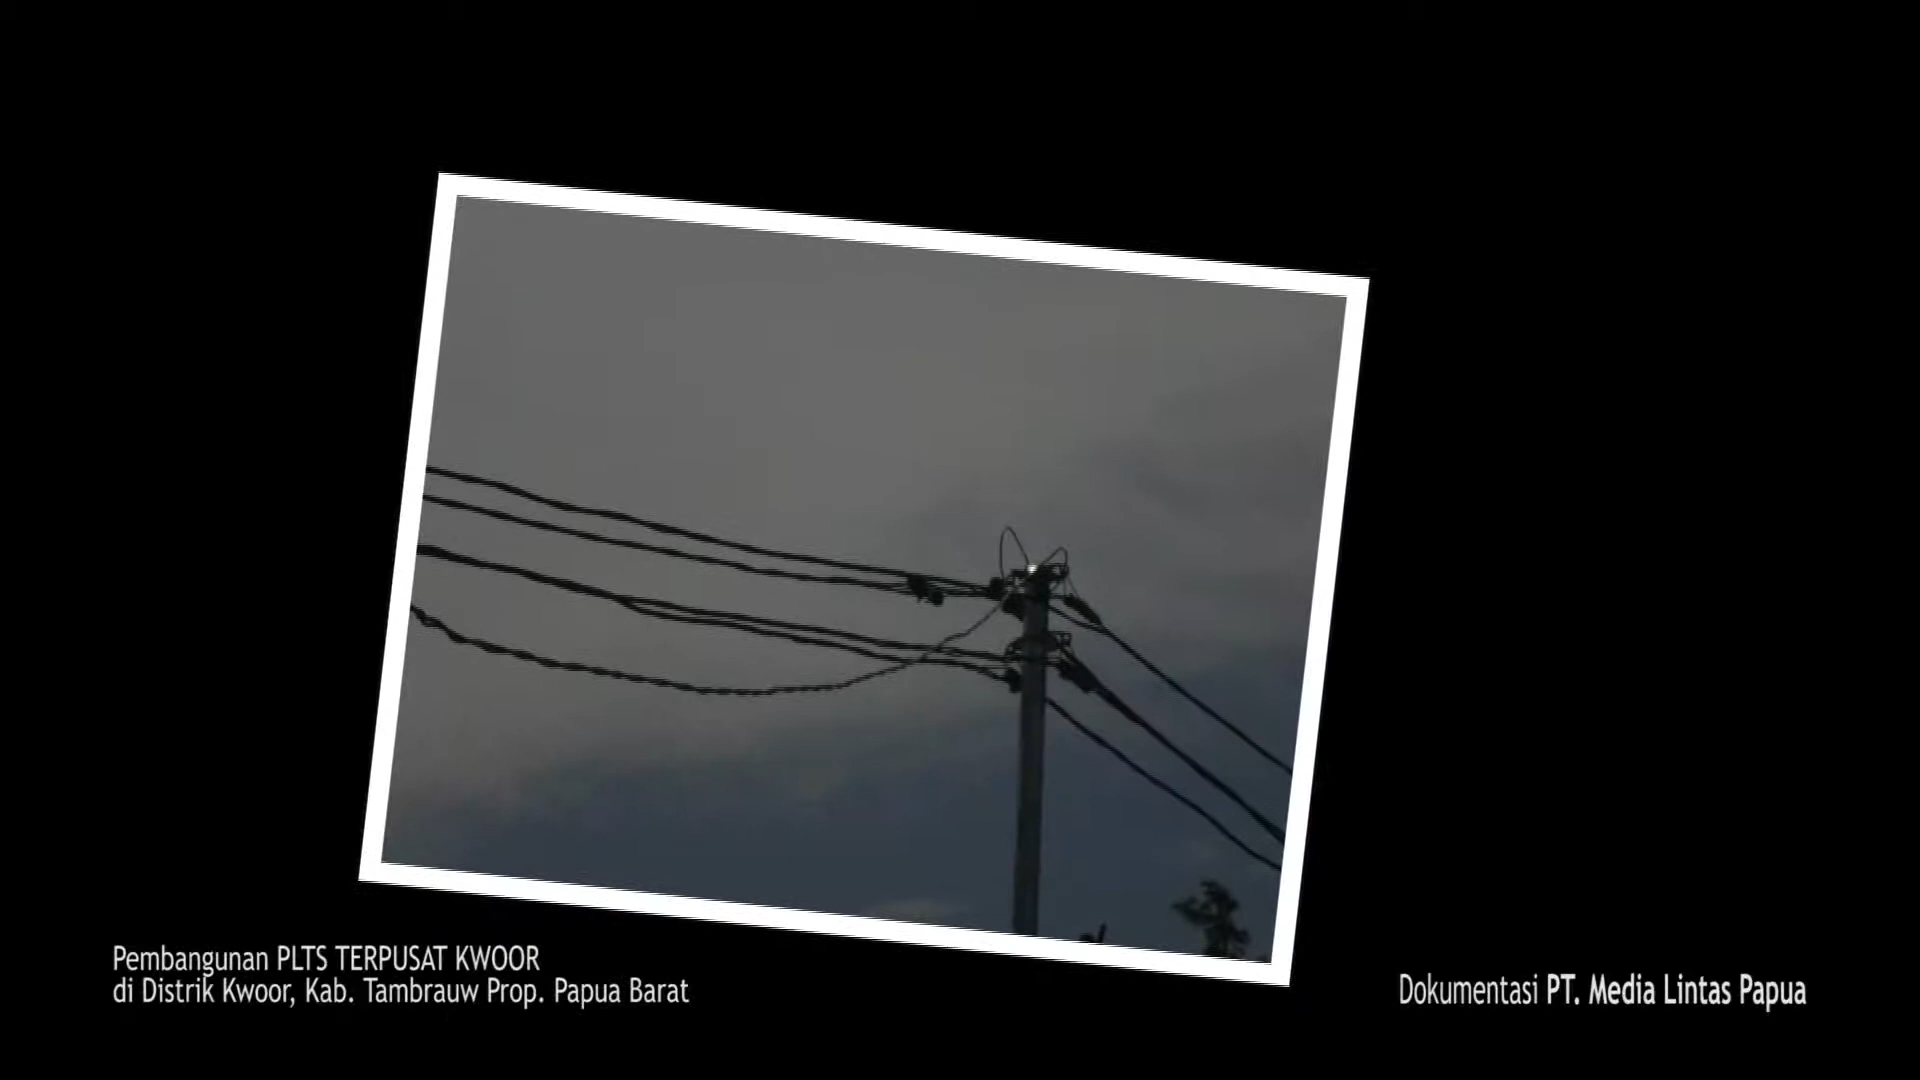 Pembangunan PLTS TERPUSAT KWOOR
di Distrik Kwoor, Kab. Tambrauw Prop. Papua Barat
Dokumentasi PT. Media Lintas Papua